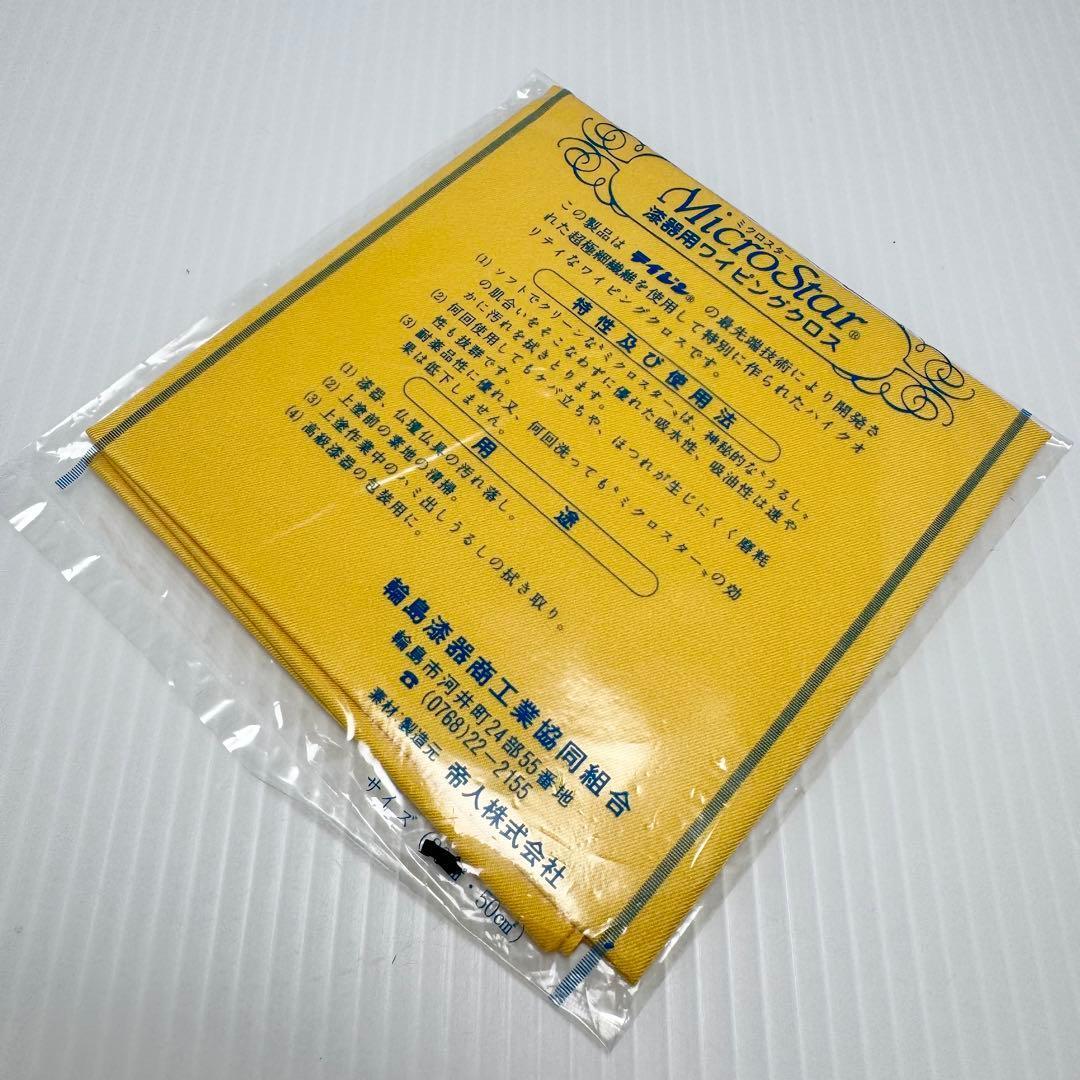 ミクロスター
MicroStar®
漆器用ワイピングクロス
この製品は テイジン® の最先端技術により開発さ
れた超極細繊維を使用して特別に作られたハイクオ
リティなワイピングクロスです。
特性及び使用法
(1) ソフトでクリーンな〝ミクロスター〟は、神秘的な〝うるし〟
の肌合いをそこなわずに優れた吸水性、吸油性は速や
かに汚れを拭きとります。
(2) 何回使用してもケバ立ちや、ほつれが生じにくく磨耗
性も抜群です。
(3) 耐薬品性に優れ又、何回洗っても〝ミクロスター〟の効
果は低下しません。
用途
(1) 漆器、仏壇仏具の汚れ落し。
(2) 上塗前の素地の清掃。
(3) 上塗作業中のハミ出しうるしの拭き取り。
(4) 高級漆器の包装用に。
輪島漆器商工業協同組合
輪島市河井町24部55番地
☎ (0768)22-2155
素材.製造元 帝人株式会社
サイズ ・50㎠)